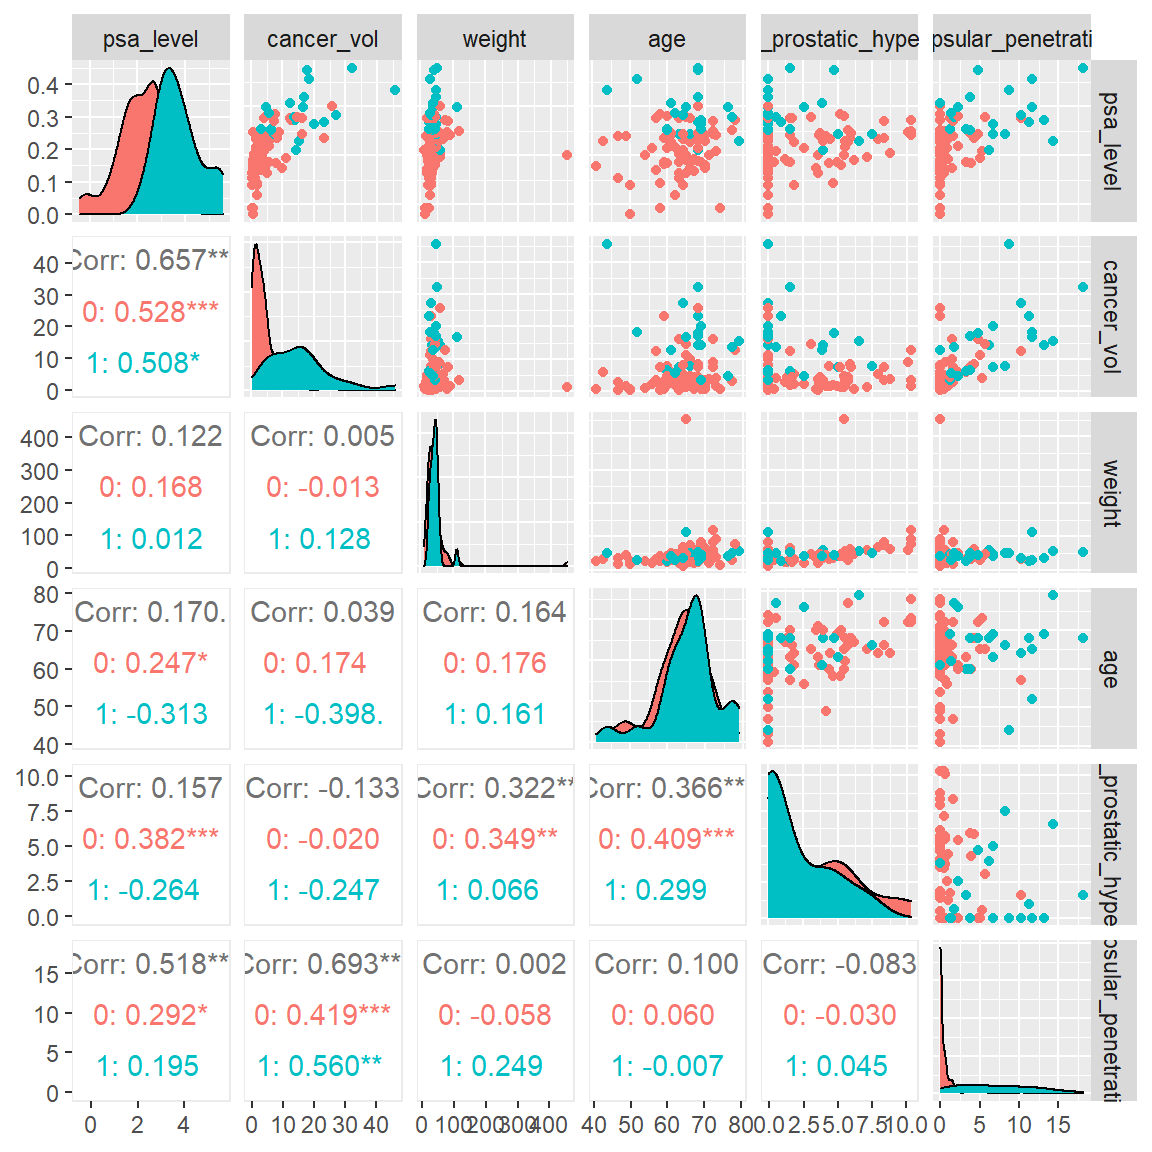 psa_level cancer_vol weight age _prostatic_hype psular_penetrati
0.4
0.3
0.2
0.1
0.0
psa_level
40
30
20
10
0
Corr: 0.657**
0: 0.528***
1: 0.508*
cancer_vol
400
300
200
100
0
Corr: 0.122
0: 0.168
1: 0.012
Corr: 0.005
0: -0.013
1: 0.128
weight
80
70
60
50
40
Corr: 0.170.
0: 0.247*
1: -0.313
Corr: 0.039
0: 0.174
1: -0.398.
Corr: 0.164
0: 0.176
1: 0.161
age
10.0
7.5
5.0
2.5
0.0
Corr: 0.157
0: 0.382***
1: -0.264
Corr: -0.133
0: -0.020
1: -0.247
Corr: 0.322**
0: 0.349**
1: 0.066
Corr: 0.366**
0: 0.409***
1: 0.299
_prostatic_hype
15
10
5
0
Corr: 0.518**
0: 0.292*
1: 0.195
Corr: 0.693**
0: 0.419***
1: 0.560**
Corr: 0.002
0: -0.058
1: 0.249
Corr: 0.100
0: 0.060
1: -0.007
Corr: -0.083
0: -0.030
1: 0.045
psular_penetrati
0 2 4
0 10 20 30 40
0 100 200 300 400
40 50 60 70 80
0.0 2.5 5.0 7.5 10.0
0 5 10 15